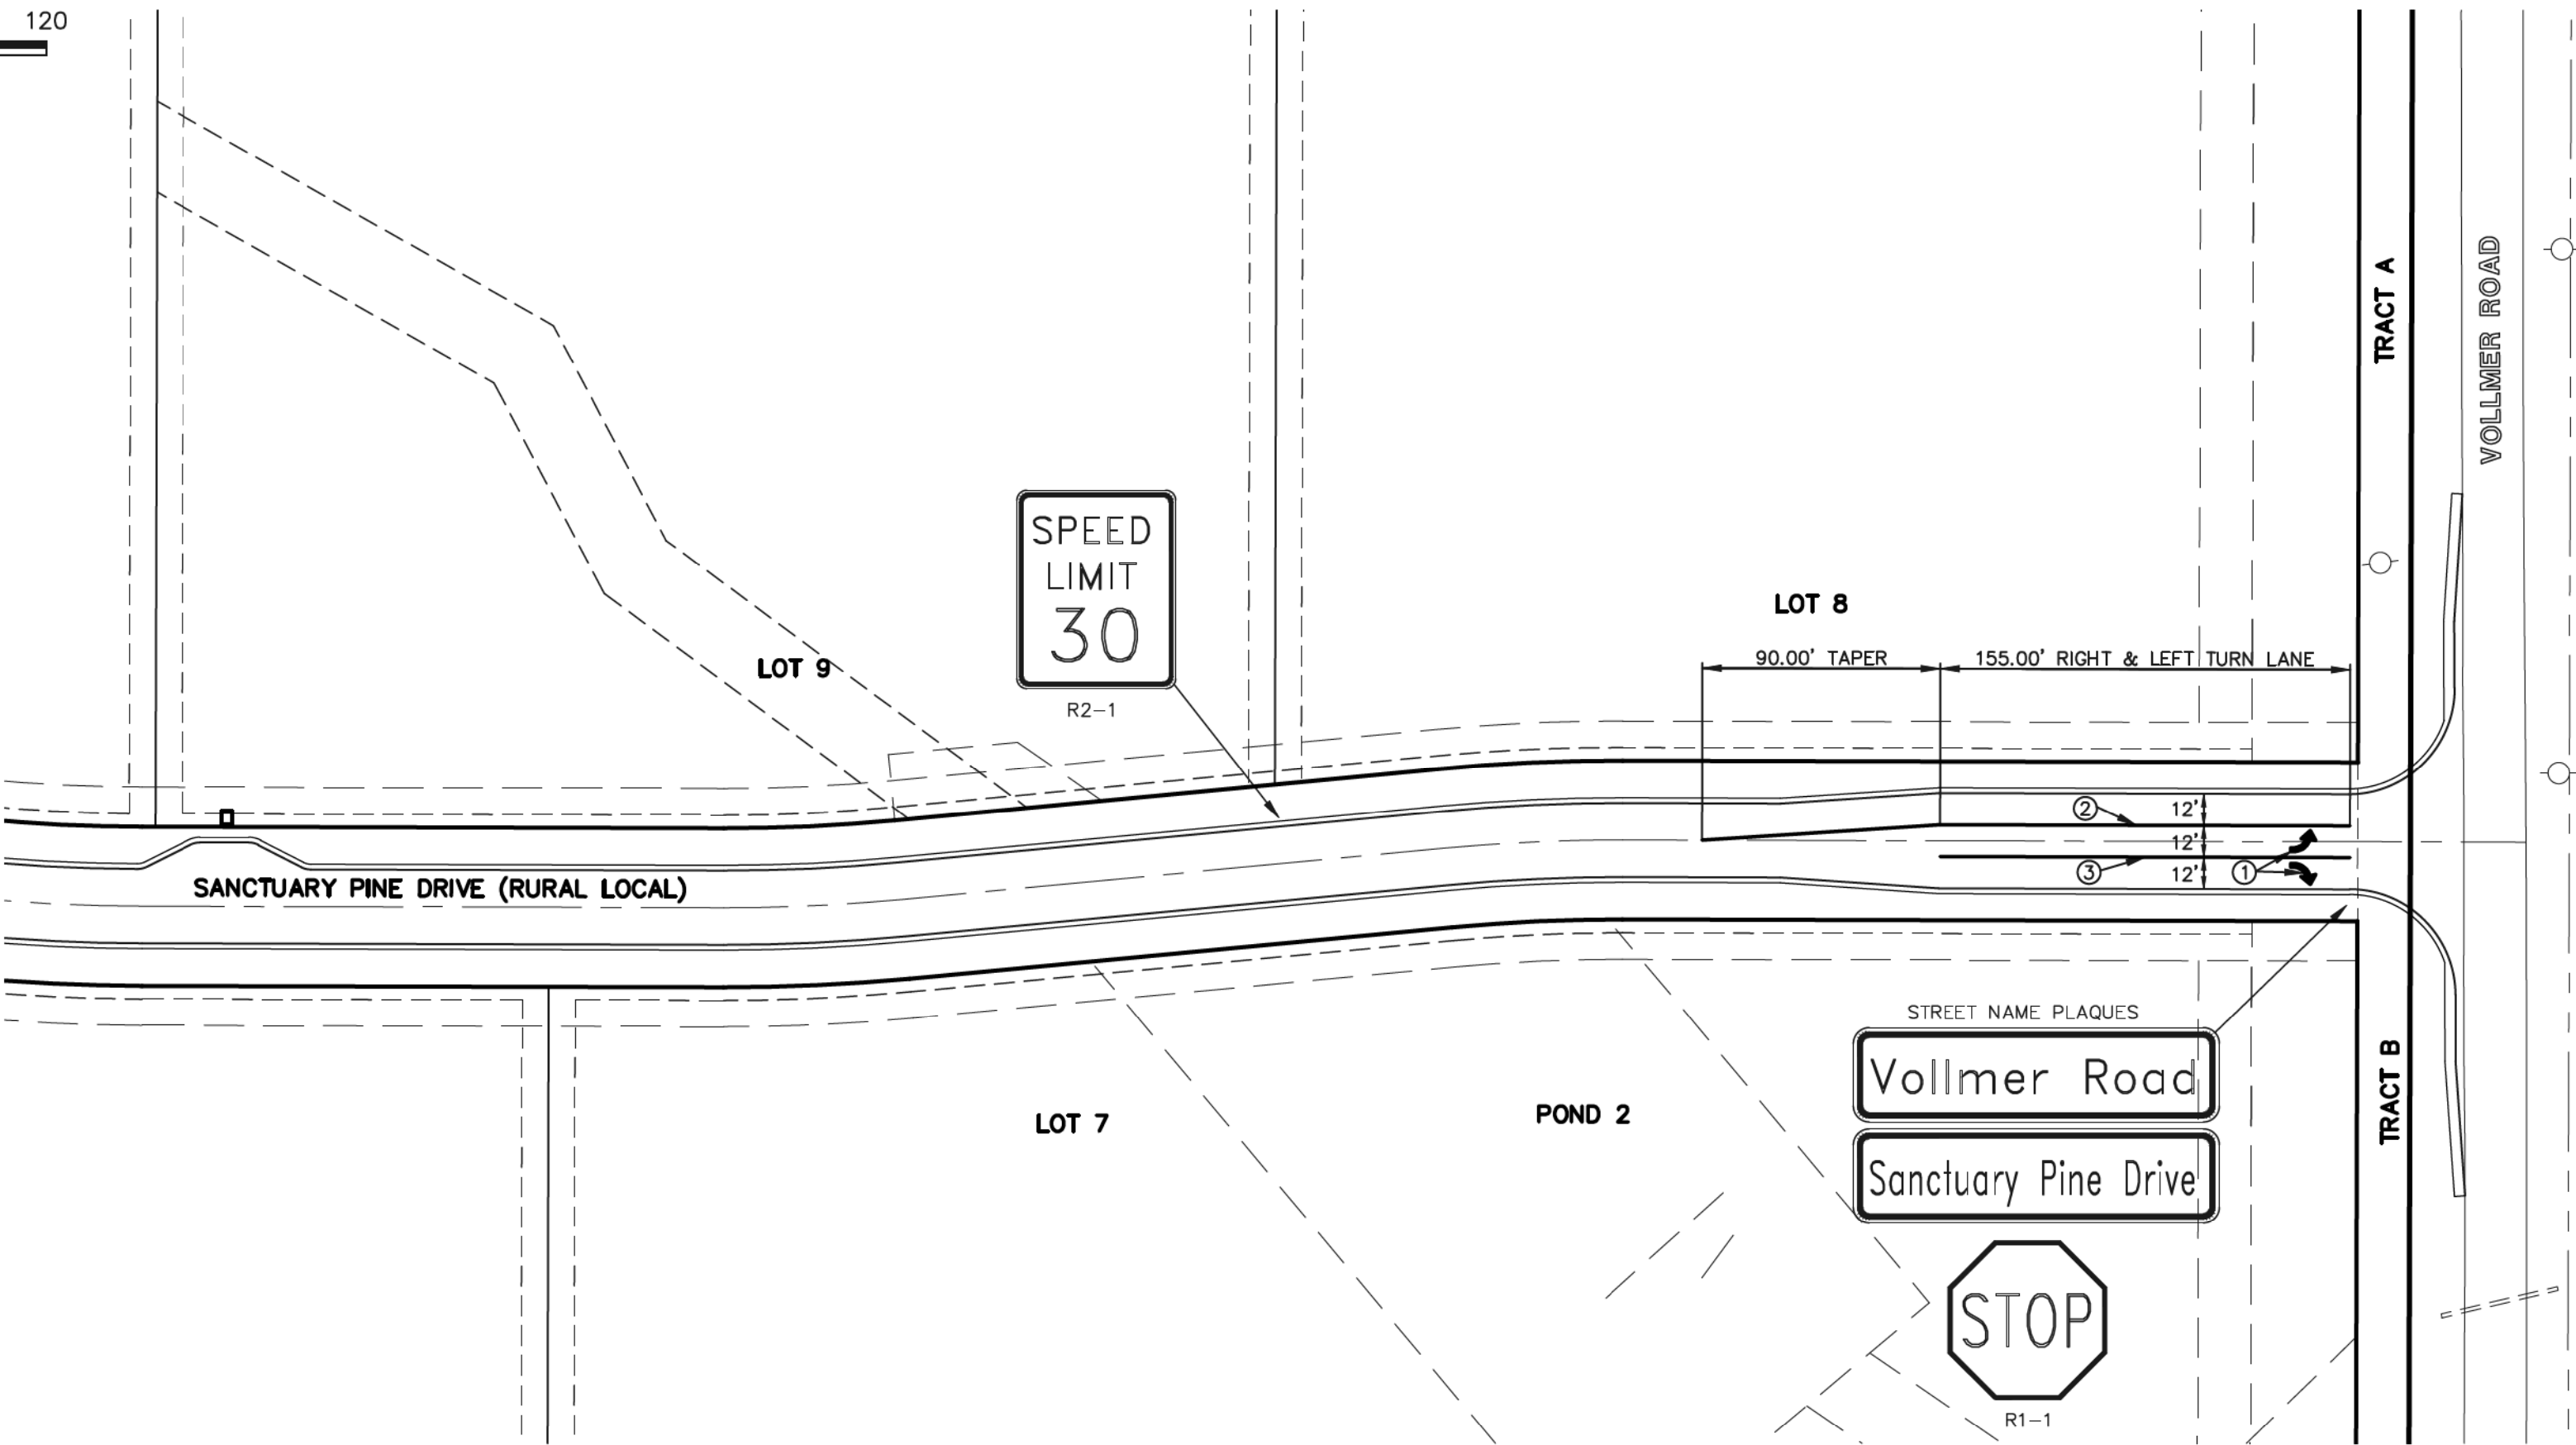 120
TRACT A
VOLLMER ROAD
SPEED
LIMIT
30
R2-1
LOT 8
LOT 9
90.00' TAPER
155.00' RIGHT & LEFT TURN LANE
2
12'
12'
3
12'
1
SANCTUARY PINE DRIVE (RURAL LOCAL)
STREET NAME PLAQUES
Vollmer Road
Sanctuary Pine Drive
LOT 7
POND 2
TRACT B
STOP
R1-1